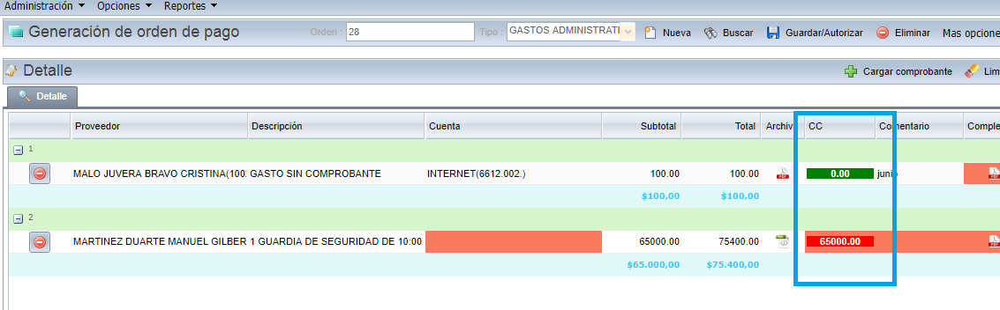 Administración Opciones Reportes
Generación de orden de pago Orden : 28 Tipo : GASTOS ADMINISTRATI Nueva Buscar Guardar/Autorizar Eliminar Mas opcione
Detalle Cargar comprobante Lim
Detalle
Proveedor Descripción Cuenta Subtotal Total Archiv CC Comentario Comple
1
MALO JUVERA BRAVO CRISTINA(100 GASTO SIN COMPROBANTE INTERNET(6612.002.) 100.00 100.00 PDF 0.00 junio PDF
$100,00 $100,00
2
MARTINEZ DUARTE MANUEL GILBER 1 GUARDIA DE SEGURIDAD DE 10:00 65000.00 75400.00 65000.00 PDF
$65.000,00 $75.400,00